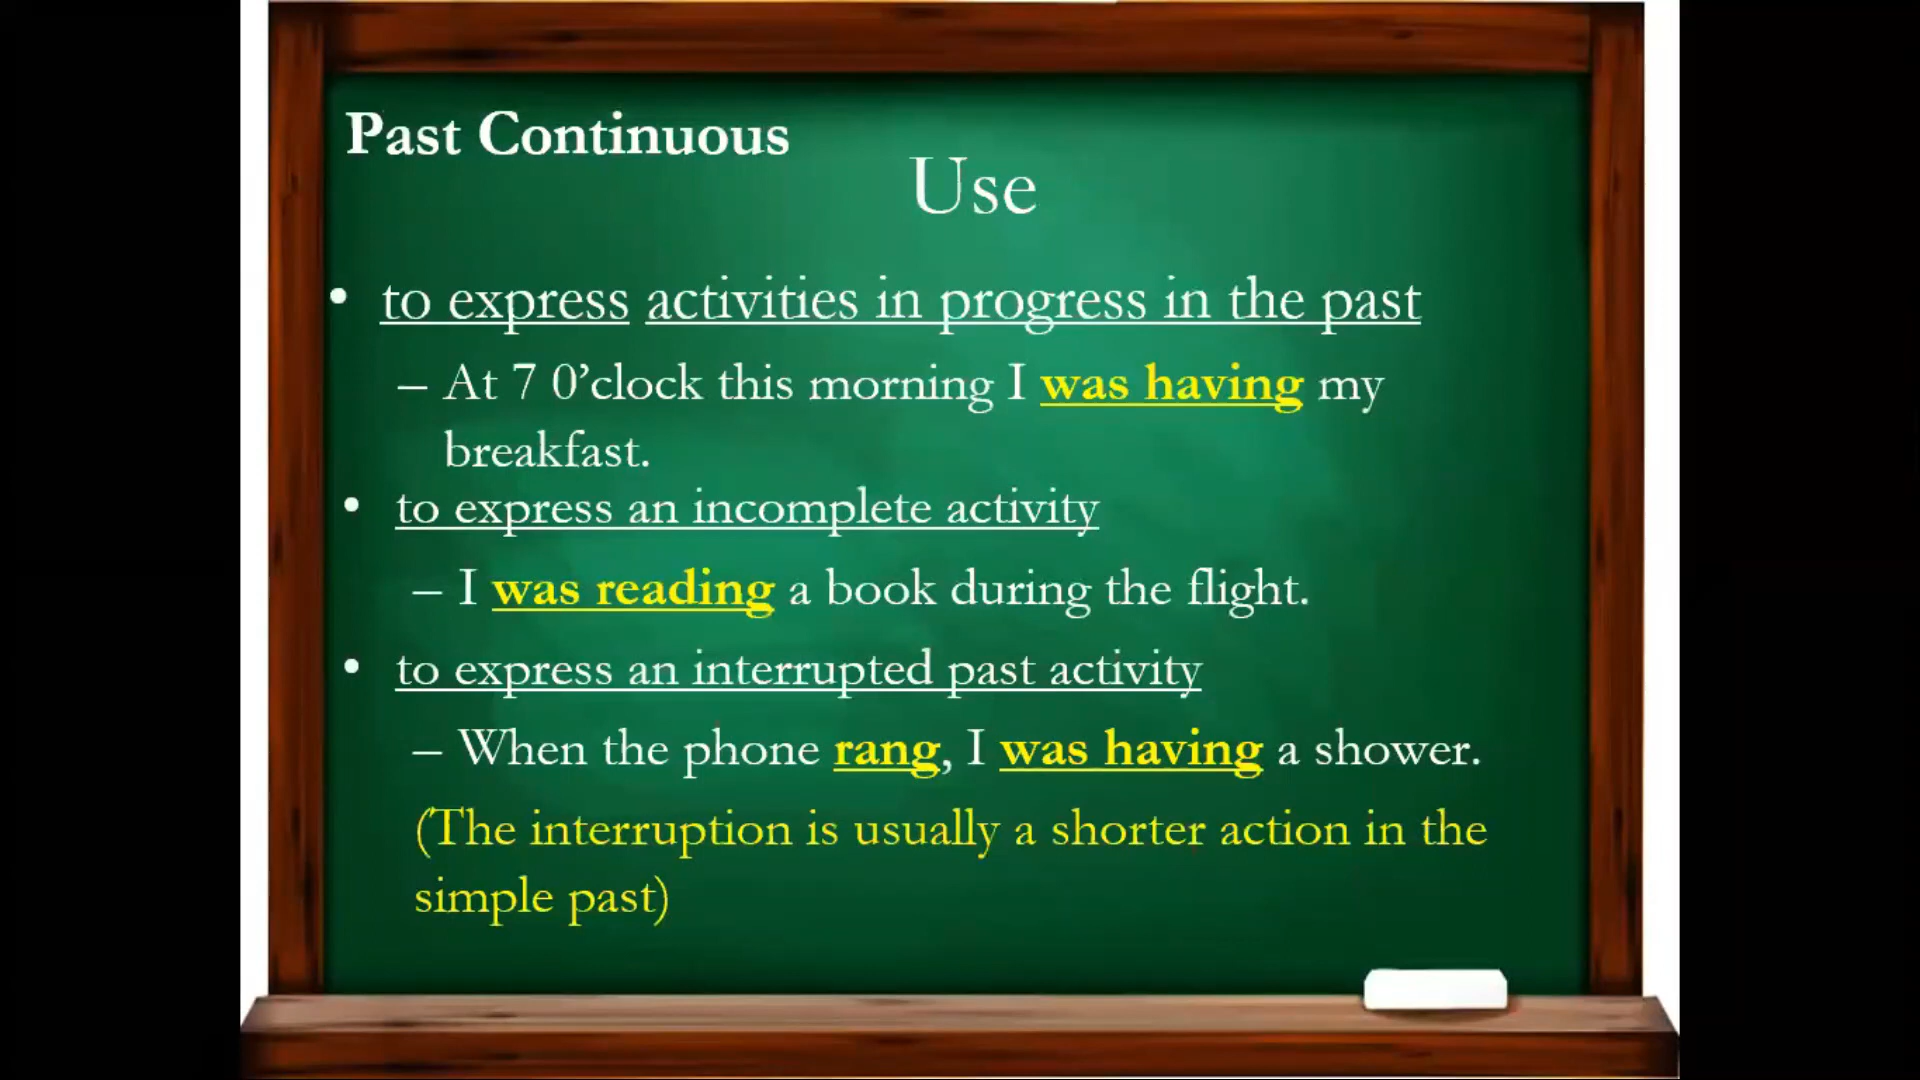 Past Continuous
Use
• to express activities in progress in the past
– At 7 0’clock this morning I was having my
breakfast.
• to express an incomplete activity
– I was reading a book during the flight.
• to express an interrupted past activity
– When the phone rang, I was having a shower.
(The interruption is usually a shorter action in the
simple past)